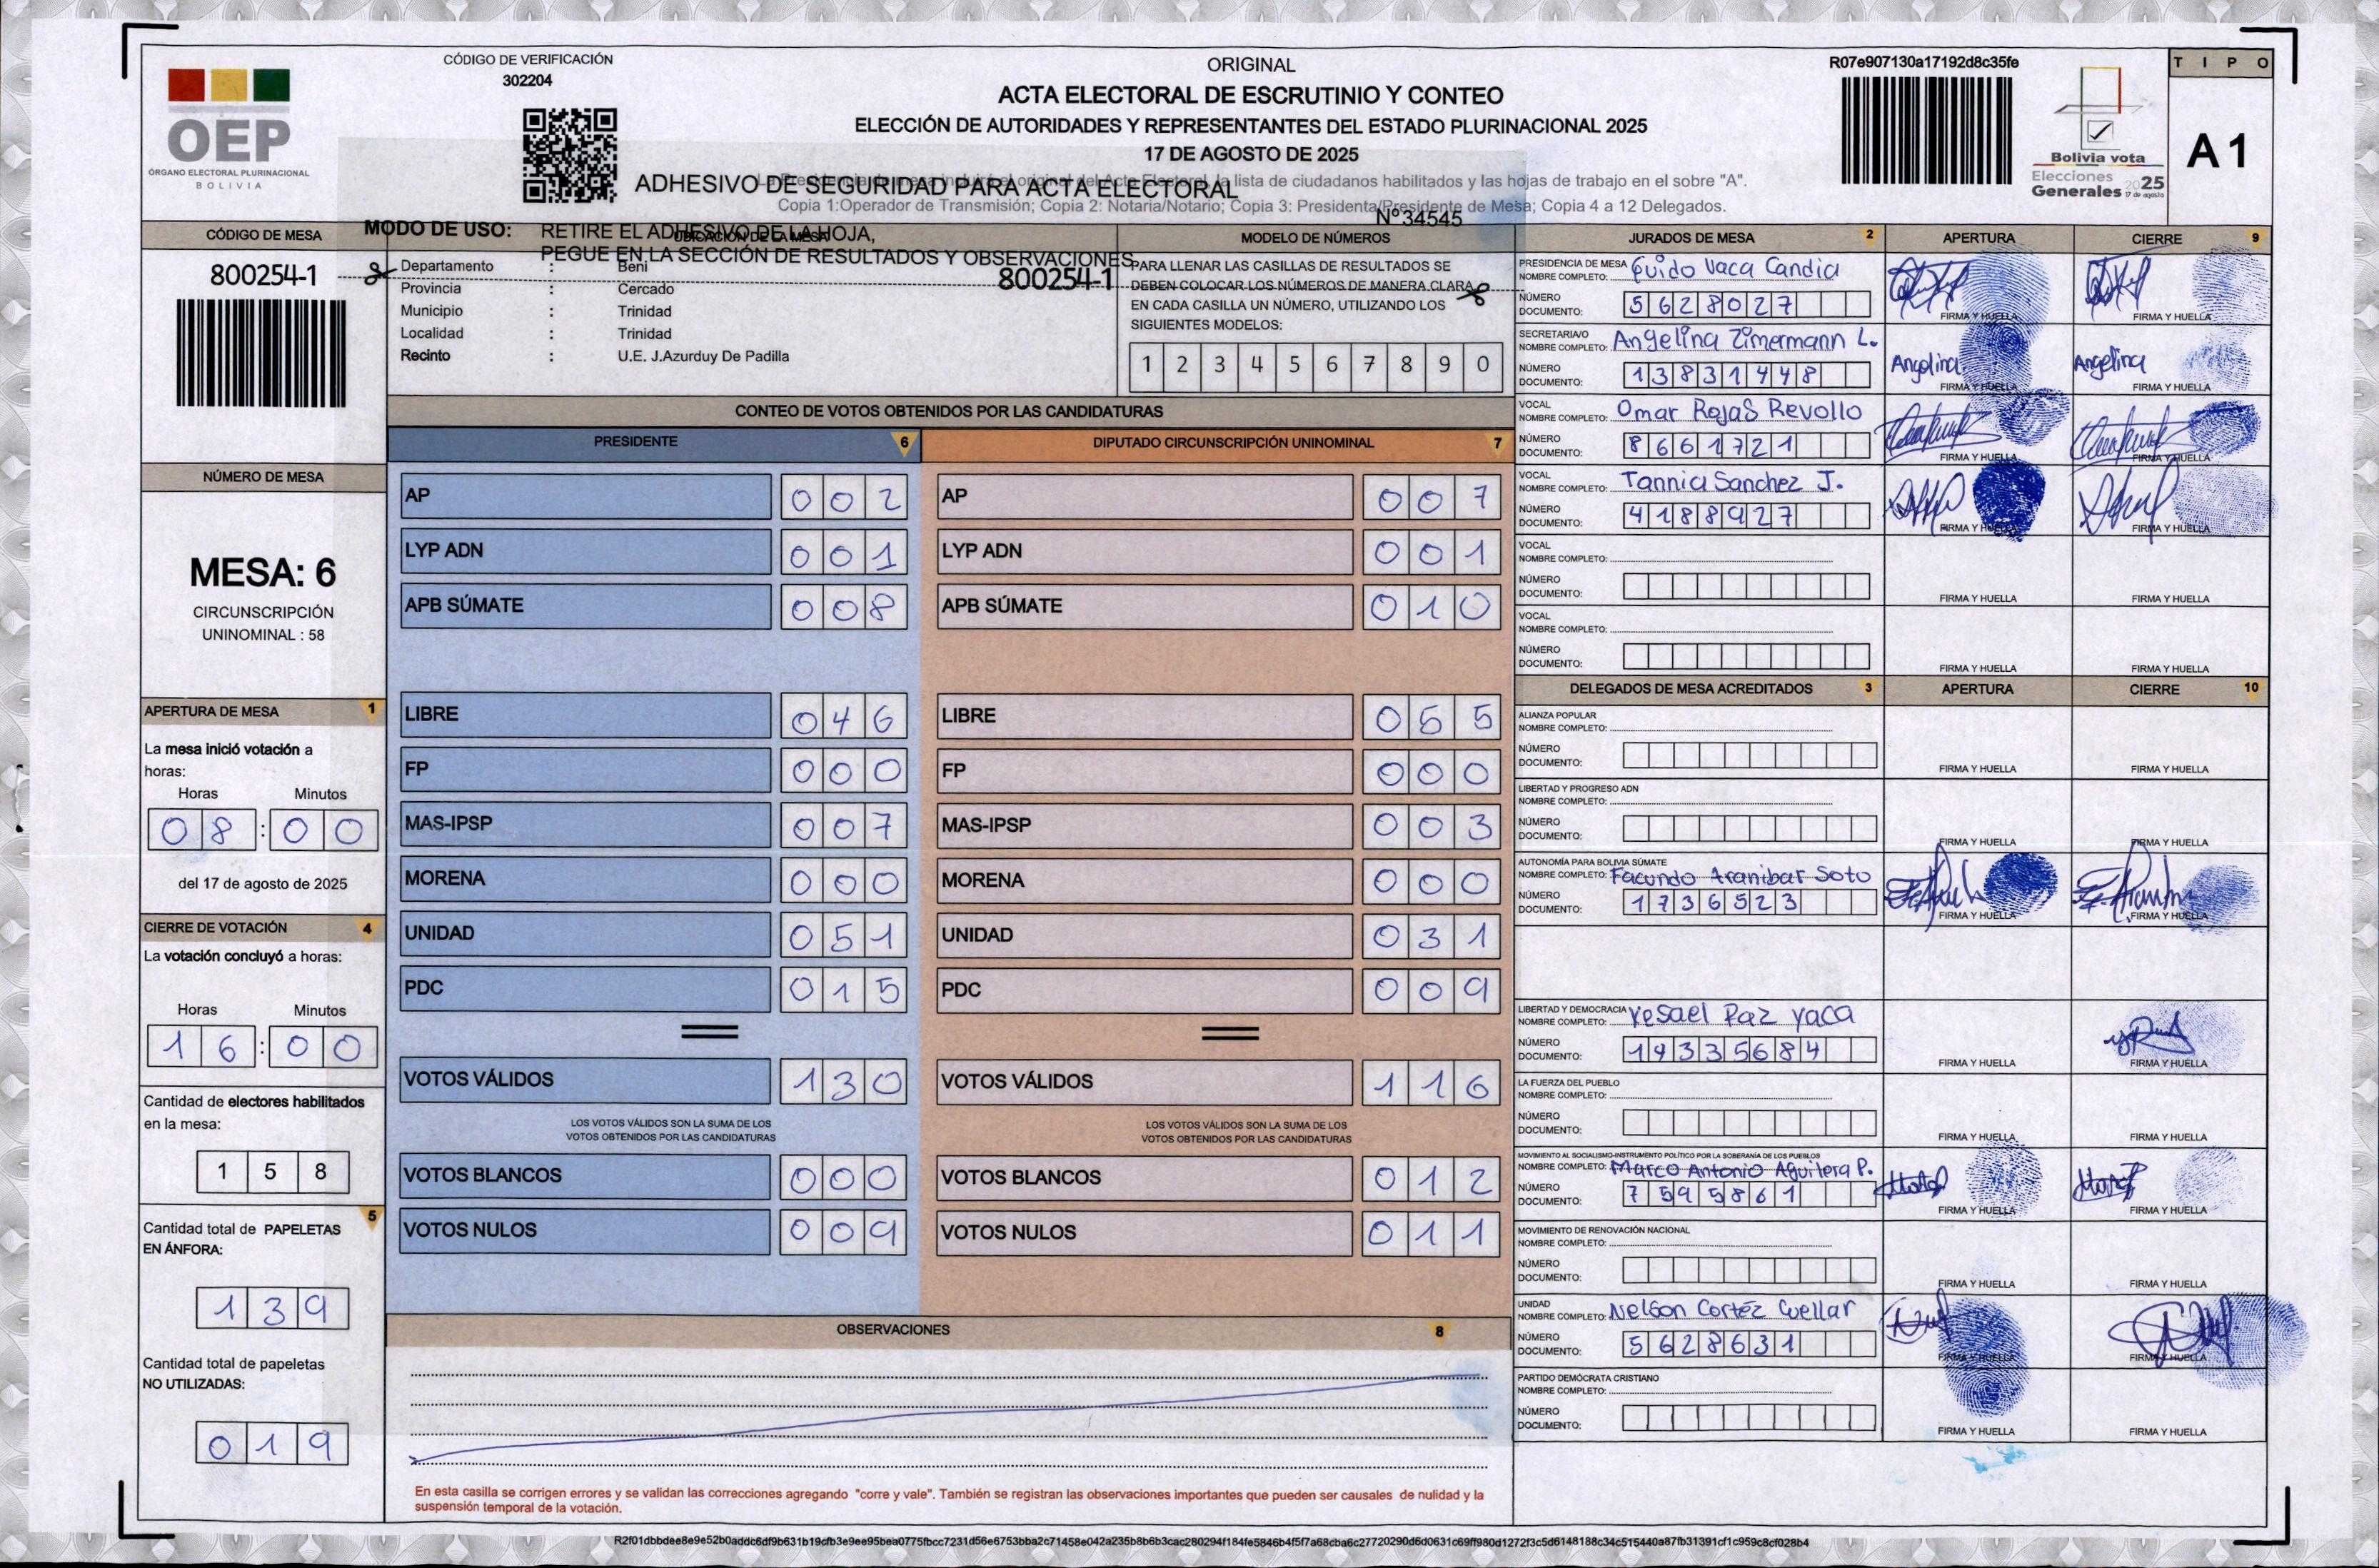 CÓDIGO DE VERIFICACIÓN
302204
OEP
ÓRGANO ELECTORAL PLURINACIONAL
BOLIVIA
ORIGINAL
ACTA ELECTORAL DE ESCRUTINIO Y CONTEO
ELECCIÓN DE AUTORIDADES Y REPRESENTANTES DEL ESTADO PLURINACIONAL 2025
17 DE AGOSTO DE 2025
ADHESIVO DE SEGURIDAD PARA ACTA ELECTORAL
la lista de ciudadanos habilitados y las hojas de trabajo en el sobre "A".
Copia 1:Operador de Transmisión; Copia 2: Notaria/Notario; Copia 3: Presidenta/Presidente de Mesa; Copia 4 a 12 Delegados.
N°34545
R07e907130a17192d8c35fe
Bolivia vota
Elecciones
Generales 2025
17 de agosto
TIPO
A1
MODO DE USO: RETIRE EL ADHESIVO DE LA HOJA,
PEGUE EN LA SECCIÓN DE RESULTADOS Y OBSERVACIONES
800254-1
CÓDIGO DE MESA
800254-1
UBICACIÓN DE LA MESA
Departamento : Beni
Provincia : Cercado
Municipio : Trinidad
Localidad : Trinidad
Recinto : U.E. J.Azurduy De Padilla
MODELO DE NÚMEROS
PARA LLENAR LAS CASILLAS DE RESULTADOS SE
DEBEN COLOCAR LOS NÚMEROS DE MANERA CLARA
EN CADA CASILLA UN NÚMERO, UTILIZANDO LOS
SIGUIENTES MODELOS:
1 2 3 4 5 6 7 8 9 0
NÚMERO DE MESA
MESA: 6
CIRCUNSCRIPCIÓN
UNINOMINAL : 58
APERTURA DE MESA 1
La mesa inició votación a
horas:
Horas Minutos
08 : 00
del 17 de agosto de 2025
CIERRE DE VOTACIÓN 4
La votación concluyó a horas:
Horas Minutos
16 : 00
Cantidad de electores habilitados
en la mesa:
158
5
Cantidad total de PAPELETAS
EN ÁNFORA:
139
Cantidad total de papeletas
NO UTILIZADAS:
019
CONTEO DE VOTOS OBTENIDOS POR LAS CANDIDATURAS
PRESIDENTE 6
AP 002
LYP ADN 001
APB SÚMATE 008
LIBRE 046
FP 000
MAS-IPSP 007
MORENA 000
UNIDAD 051
PDC 015
VOTOS VÁLIDOS 130
LOS VOTOS VÁLIDOS SON LA SUMA DE LOS
VOTOS OBTENIDOS POR LAS CANDIDATURAS
VOTOS BLANCOS 000
VOTOS NULOS 009
DIPUTADO CIRCUNSCRIPCIÓN UNINOMINAL 7
AP 007
LYP ADN 001
APB SÚMATE 010
LIBRE 055
FP 000
MAS-IPSP 003
MORENA 000
UNIDAD 031
PDC 009
VOTOS VÁLIDOS 116
LOS VOTOS VÁLIDOS SON LA SUMA DE LOS
VOTOS OBTENIDOS POR LAS CANDIDATURAS
VOTOS BLANCOS 012
VOTOS NULOS 011
OBSERVACIONES 8
En esta casilla se corrigen errores y se validan las correcciones agregando "corre y vale". También se registran las observaciones importantes que pueden ser causales de nulidad y la
suspensión temporal de la votación.
JURADOS DE MESA 2 APERTURA CIERRE 9
PRESIDENCIA DE MESA
NOMBRE COMPLETO: Guido Vaca Candia
NÚMERO
DOCUMENTO: 5628027
FIRMA Y HUELLA FIRMA Y HUELLA
SECRETARIA/O
NOMBRE COMPLETO: Angelina Zimermann L.
NÚMERO
DOCUMENTO: 13831448
Angelina Angelina
FIRMA Y HUELLA FIRMA Y HUELLA
VOCAL
NOMBRE COMPLETO: Omar Rojas Revollo
NÚMERO
DOCUMENTO: 8661721
FIRMA Y HUELLA FIRMA Y HUELLA
VOCAL
NOMBRE COMPLETO: Tannia Sanchez J.
NÚMERO
DOCUMENTO: 4188927
FIRMA Y HUELLA FIRMA Y HUELLA
VOCAL
NOMBRE COMPLETO:
NÚMERO
DOCUMENTO:
FIRMA Y HUELLA FIRMA Y HUELLA
VOCAL
NOMBRE COMPLETO:
NÚMERO
DOCUMENTO:
FIRMA Y HUELLA FIRMA Y HUELLA
DELEGADOS DE MESA ACREDITADOS 3 APERTURA CIERRE 10
ALIANZA POPULAR
NOMBRE COMPLETO:
NÚMERO
DOCUMENTO:
FIRMA Y HUELLA FIRMA Y HUELLA
LIBERTAD Y PROGRESO ADN
NOMBRE COMPLETO:
NÚMERO
DOCUMENTO:
FIRMA Y HUELLA FIRMA Y HUELLA
AUTONOMÍA PARA BOLIVIA SÚMATE
NOMBRE COMPLETO: Facundo Aranibar Soto
NÚMERO
DOCUMENTO: 1736523
FIRMA Y HUELLA FIRMA Y HUELLA
LIBERTAD Y DEMOCRACIA
NOMBRE COMPLETO: Yesael Paz Vaca
NÚMERO
DOCUMENTO: 14335684
FIRMA Y HUELLA FIRMA Y HUELLA
LA FUERZA DEL PUEBLO
NOMBRE COMPLETO:
NÚMERO
DOCUMENTO:
FIRMA Y HUELLA FIRMA Y HUELLA
MOVIMIENTO AL SOCIALISMO-INSTRUMENTO POLÍTICO POR LA SOBERANÍA DE LOS PUEBLOS
NOMBRE COMPLETO: Marco Antonio Aguilera P.
NÚMERO
DOCUMENTO: 7595861
FIRMA Y HUELLA FIRMA Y HUELLA
MOVIMIENTO DE RENOVACIÓN NACIONAL
NOMBRE COMPLETO:
NÚMERO
DOCUMENTO:
FIRMA Y HUELLA FIRMA Y HUELLA
UNIDAD
NOMBRE COMPLETO: Nelson Cortéz Cuellar
NÚMERO
DOCUMENTO: 5628631
FIRMA Y HUELLA FIRMA Y HUELLA
PARTIDO DEMÓCRATA CRISTIANO
NOMBRE COMPLETO:
NÚMERO
DOCUMENTO:
FIRMA Y HUELLA FIRMA Y HUELLA